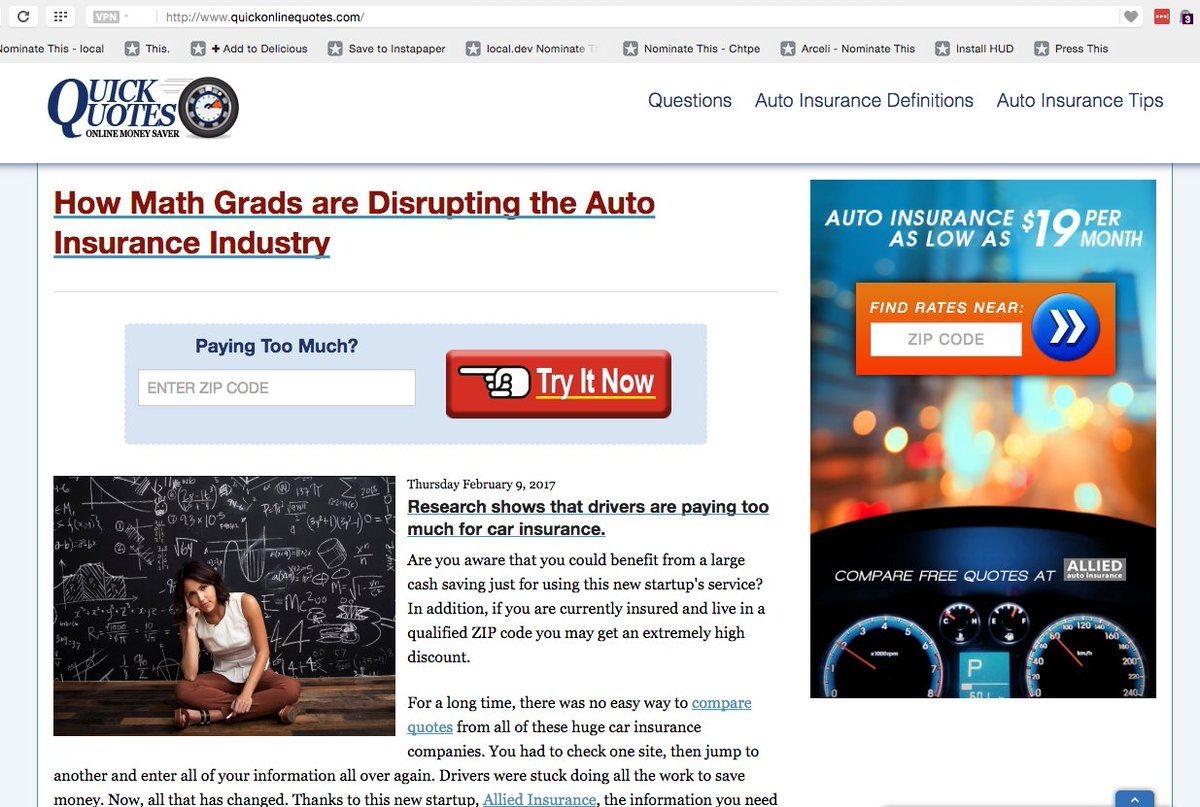 VPN http://www.quickonlinequotes.com/ 3
Nominate This - local This. + Add to Delicious Save to Instapaper local.dev Nominate T Nominate This - Chtpe Arceli - Nominate This Install HUD Press This
QUICK QUOTES
ONLINE MONEY SAVER
Questions Auto Insurance Definitions Auto Insurance Tips
How Math Grads are Disrupting the Auto
Insurance Industry
Paying Too Much?
ENTER ZIP CODE
Try It Now
AUTO INSURANCE $19 PER
AS LOW AS MONTH
FIND RATES NEAR:
ZIP CODE
COMPARE FREE QUOTES AT ALLIED
auto insurance
Thursday February 9, 2017
Research shows that drivers are paying too
much for car insurance.
Are you aware that you could benefit from a large
cash saving just for using this new startup's service?
In addition, if you are currently insured and live in a
qualified ZIP code you may get an extremely high
discount.
For a long time, there was no easy way to compare
quotes from all of these huge car insurance
companies. You had to check one site, then jump to
another and enter all of your information all over again. Drivers were stuck doing all the work to save
money. Now, all that has changed. Thanks to this new startup, Allied Insurance, the information you need